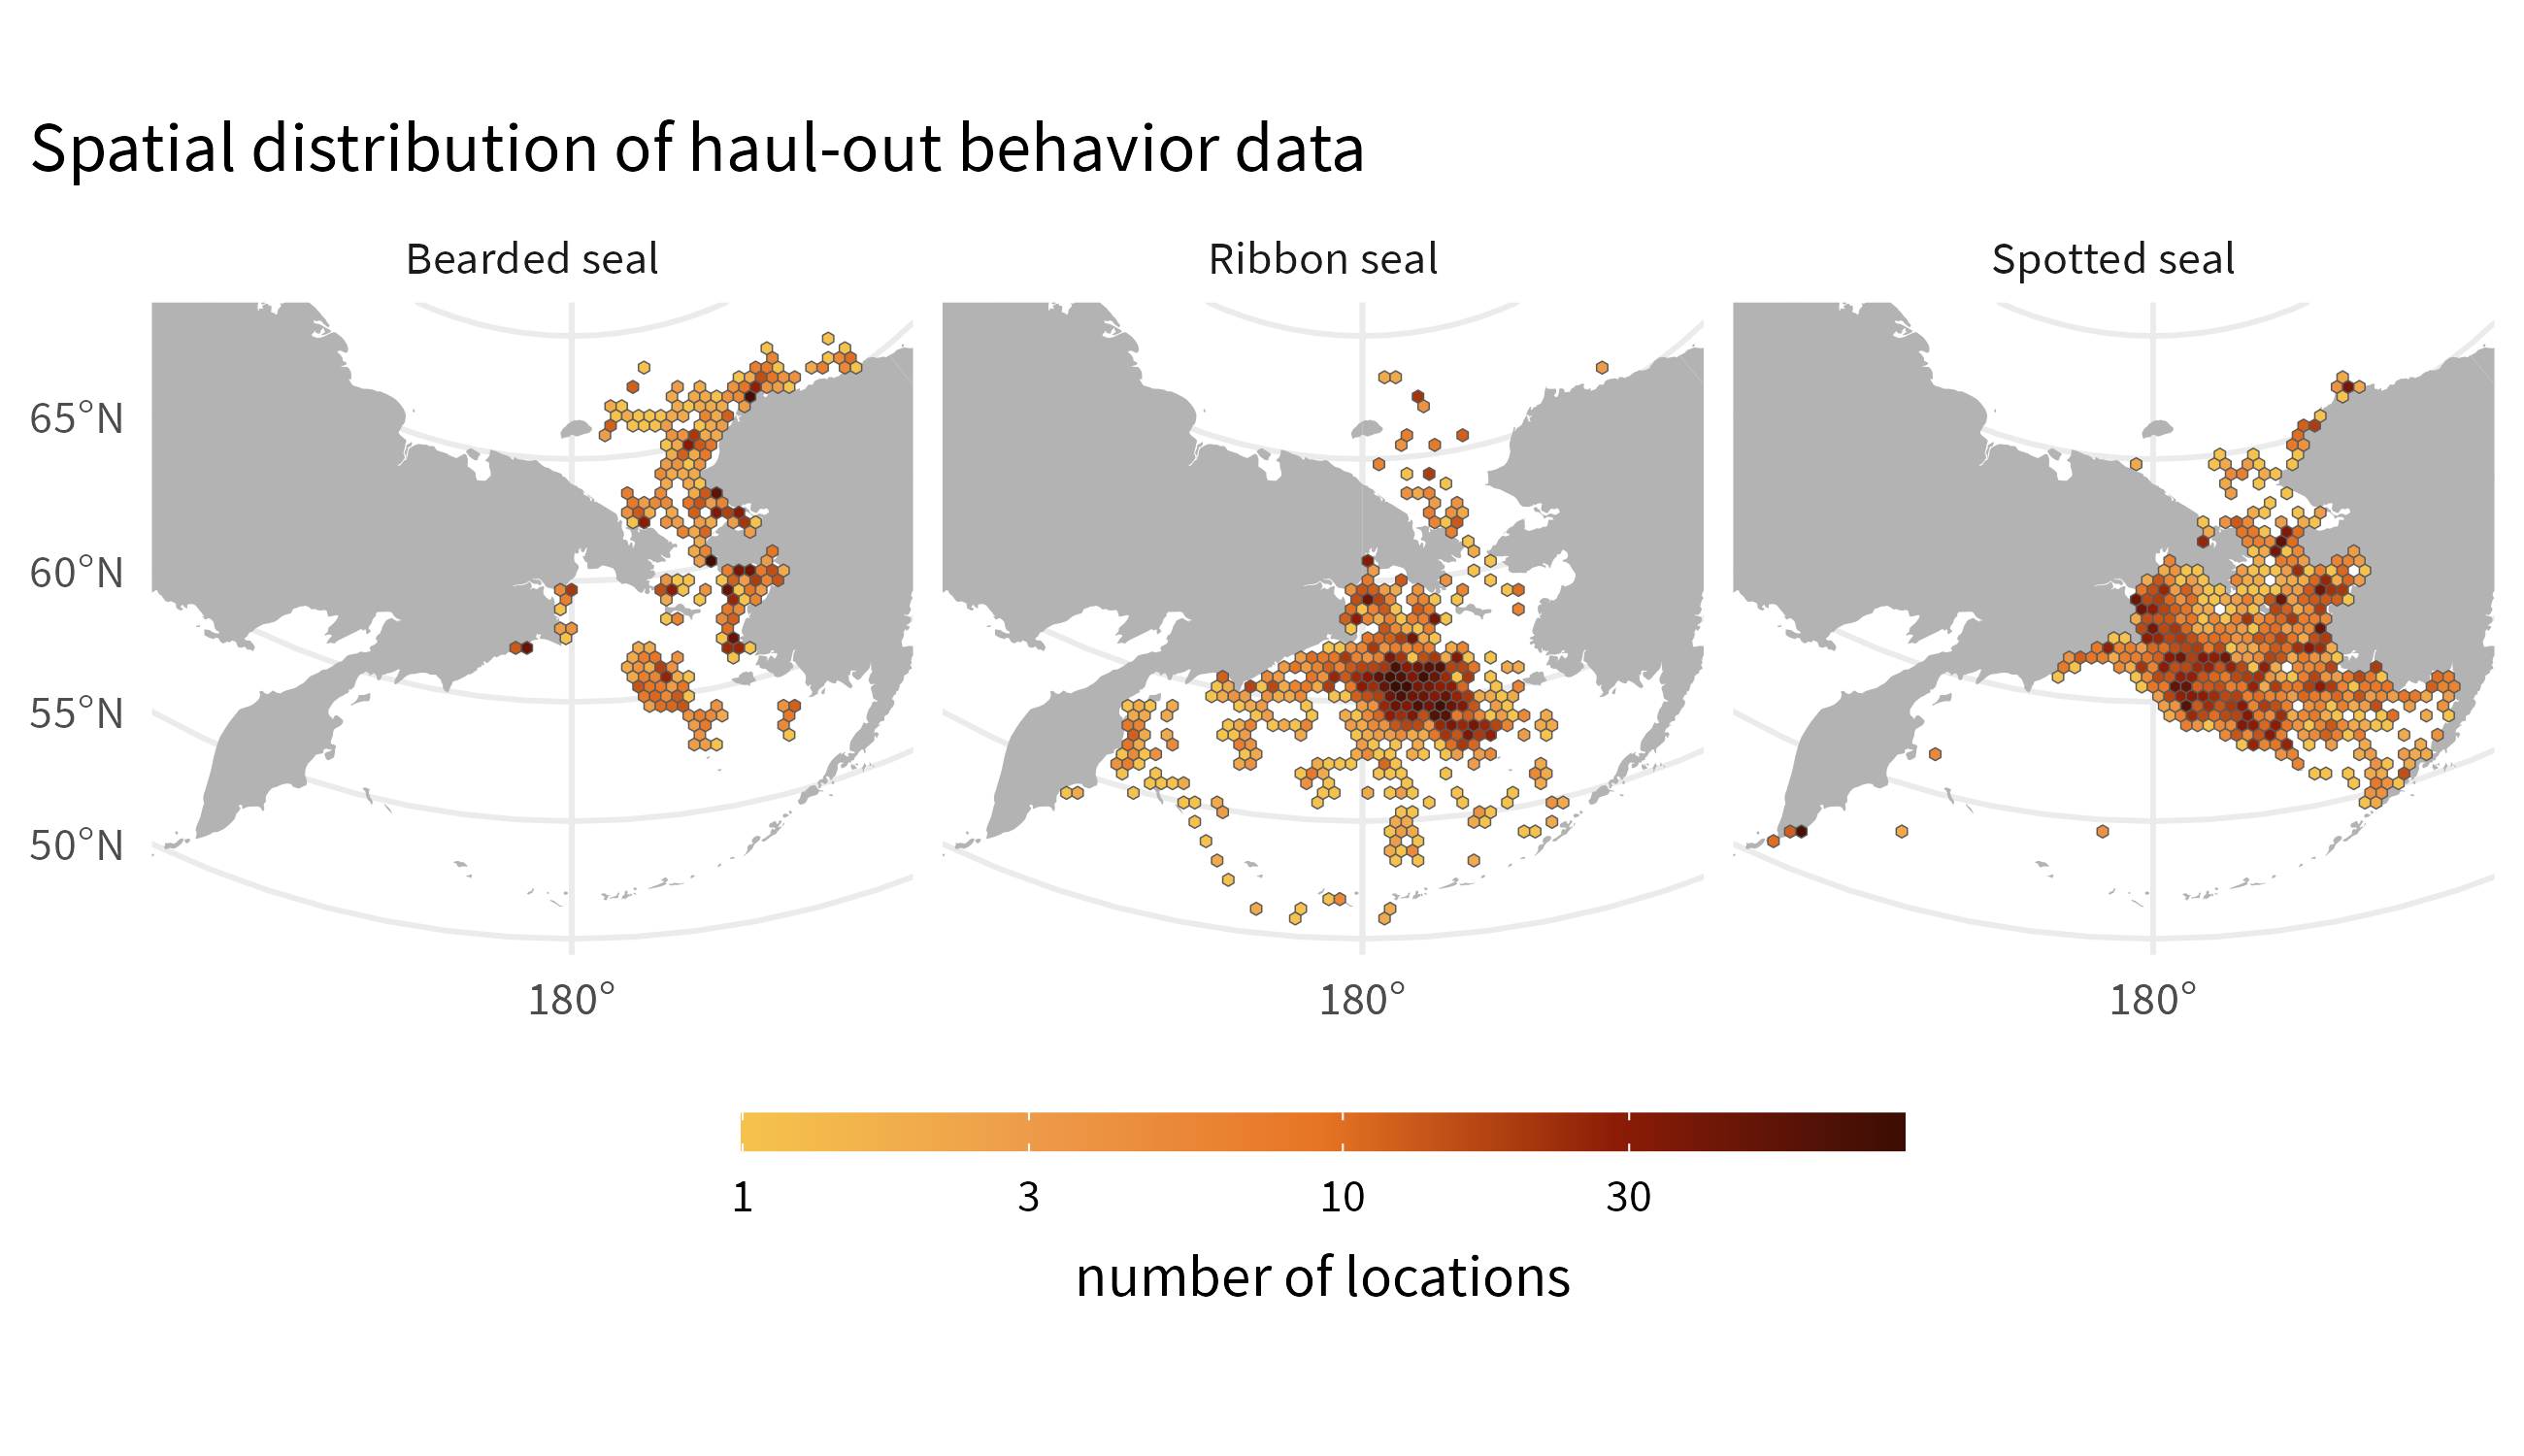 Spatial distribution of haul-out behavior data
Bearded seal
Ribbon seal
Spotted seal
65°N
60°N
55°N
50°N
180°
180°
180°
1
3
10
30
number of locations